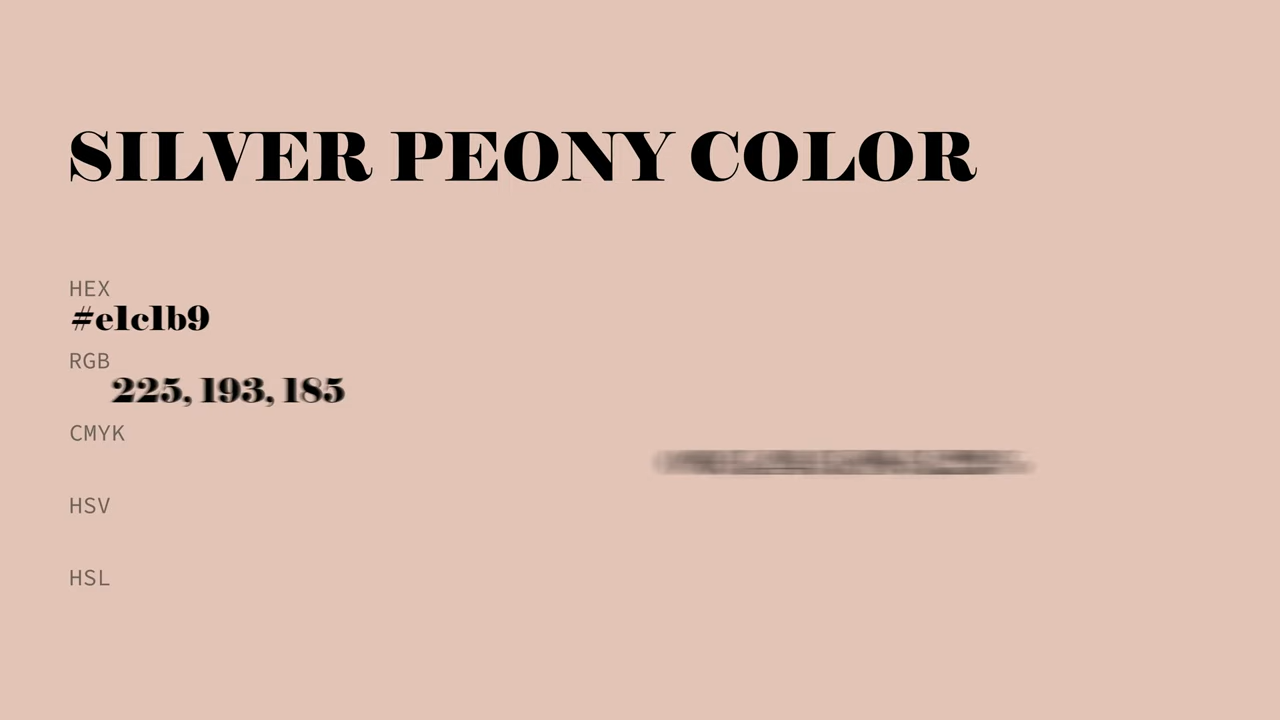 SILVER PEONY COLOR
HEX
#e1c1b9
RGB
225, 193, 185
CMYK
HSV
HSL